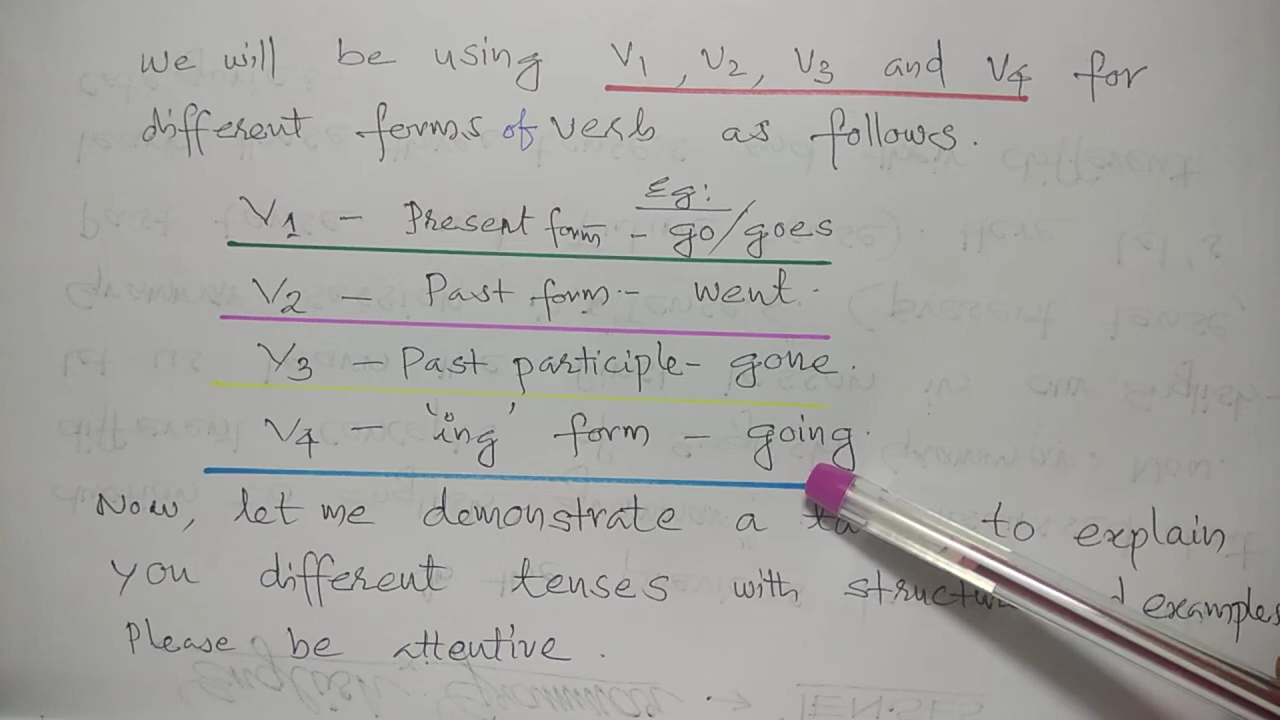 We will be using V1, V2, V3 and V4 for
different forms of verb as follows.
Eg:
V1 - Present form - go/goes
V2 - Past form - went.
V3 - Past participle - gone.
V4 - 'ing' form - going.
Now, let me demonstrate a to explain
you different tenses with examples
Please be attentive.